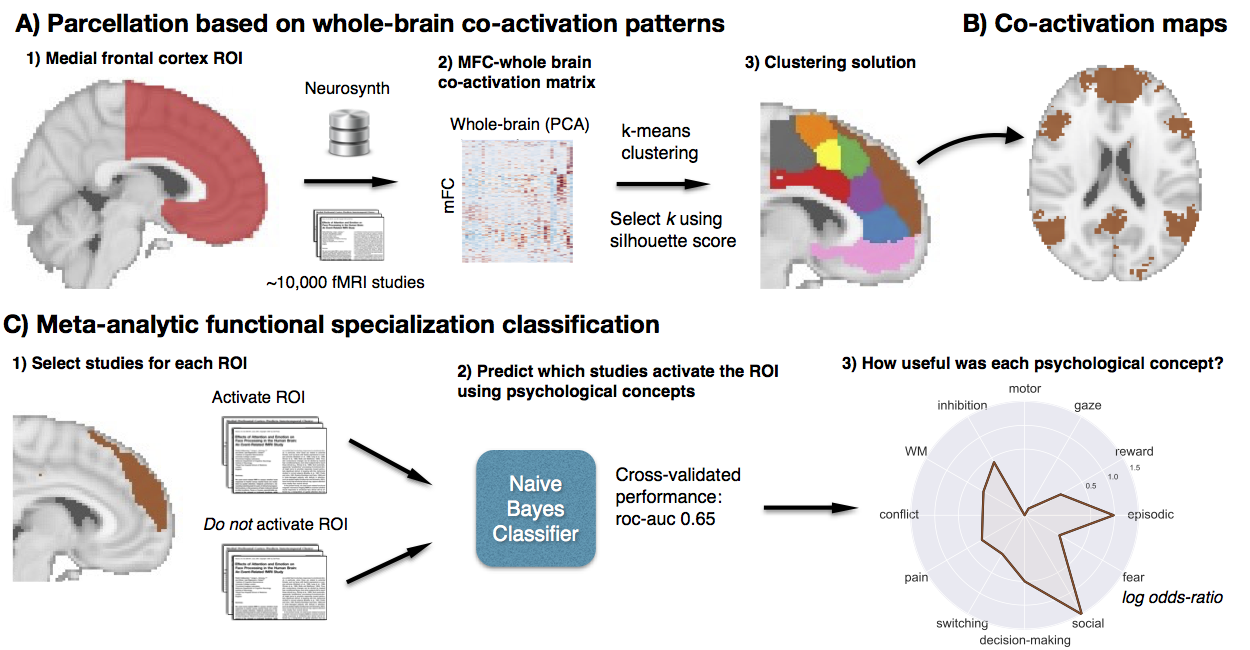 A) Parcellation based on whole-brain co-activation patterns
1) Medial frontal cortex ROI
Neurosynth
~10,000 fMRI studies
2) MFC-whole brain
co-activation matrix
Whole-brain (PCA)
mFC
k-means
clustering
Select k using
silhouette score
3) Clustering solution
B) Co-activation maps
C) Meta-analytic functional specialization classification
1) Select studies for each ROI
Activate ROI
Do not activate ROI
2) Predict which studies activate the ROI
using psychological concepts
Naive
Bayes
Classifier
Cross-validated
performance:
roc-auc 0.65
3) How useful was each psychological concept?
motor
inhibition
gaze
WM
reward
1.5
1.0
0.5
conflict
episodic
pain
fear
log odds-ratio
switching
social
decision-making